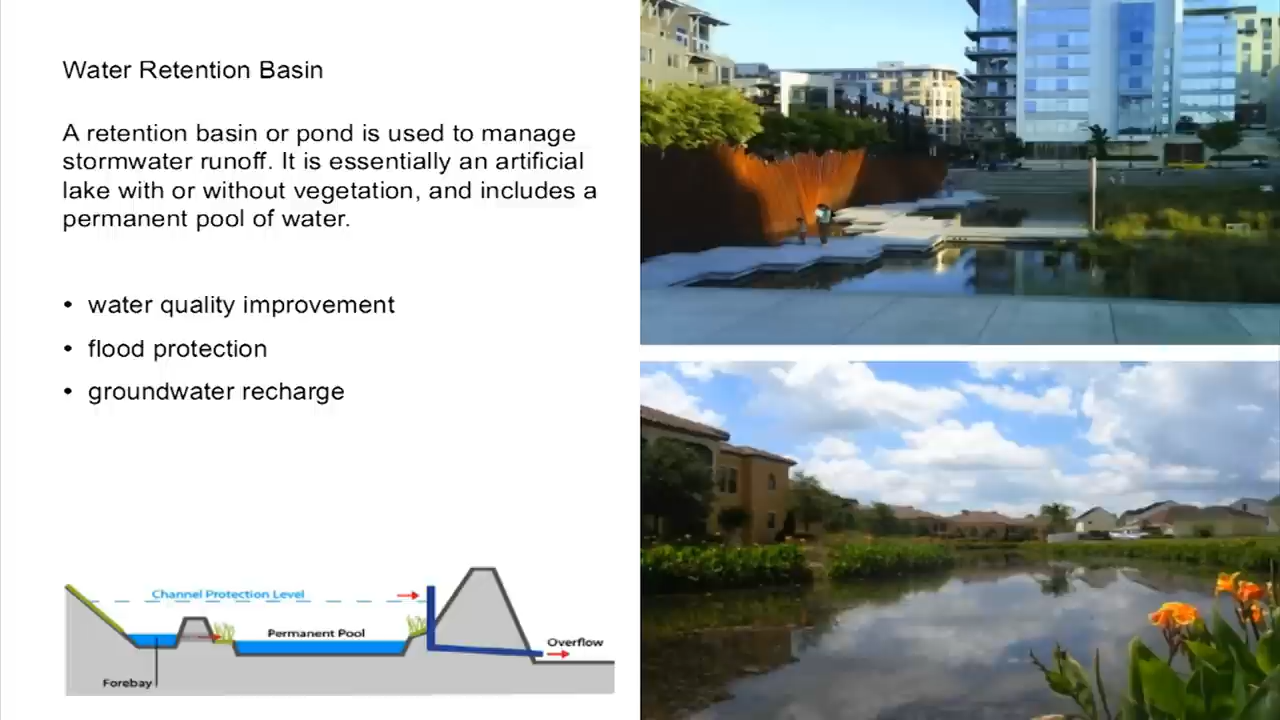 Water Retention Basin
A retention basin or pond is used to manage
stormwater runoff. It is essentially an artificial
lake with or without vegetation, and includes a
permanent pool of water.
• water quality improvement
• flood protection
• groundwater recharge
Channel Protection Level
Permanent Pool
Overflow
Forebay